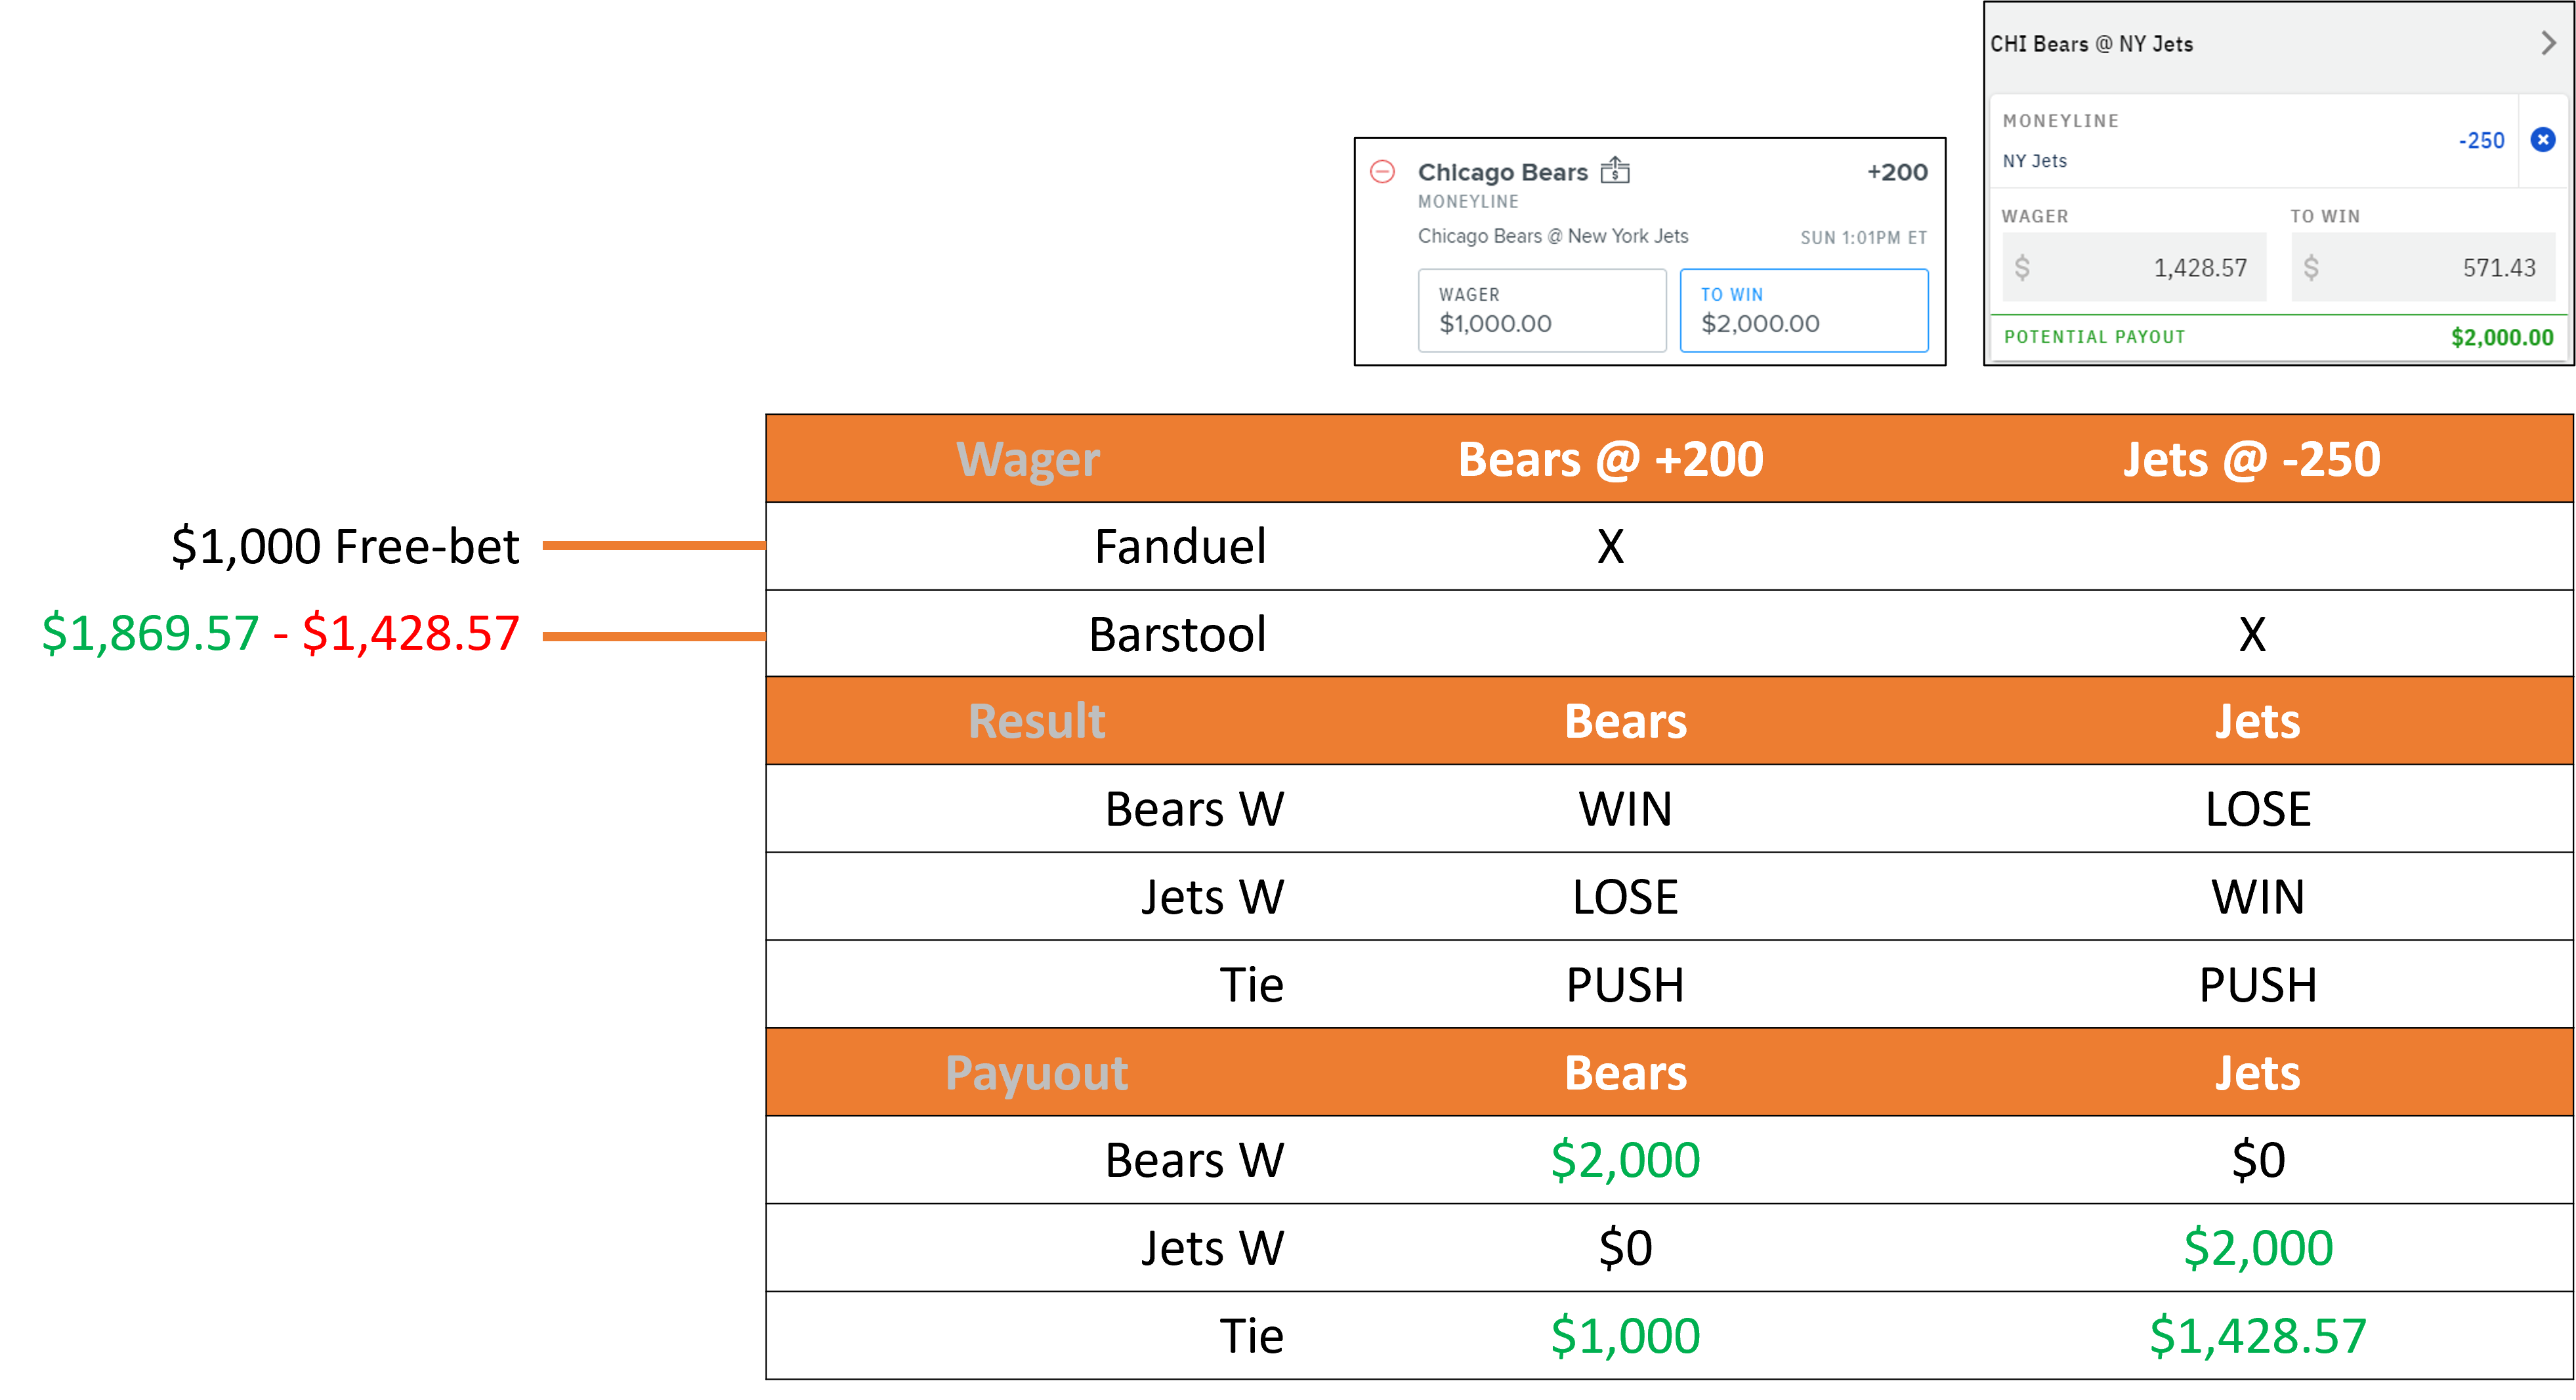 CHI Bears @ NY Jets
MONEYLINE
-250
NY Jets
WAGER TO WIN
$ 1,428.57 $ 571.43
POTENTIAL PAYOUT $2,000.00
Chicago Bears +200
MONEYLINE
Chicago Bears @ New York Jets SUN 1:01PM ET
WAGER TO WIN
$1,000.00 $2,000.00
Wager Bears @ +200 Jets @ -250
$1,000 Free-bet Fanduel X
$1,869.57 - $1,428.57 Barstool X
Result Bears Jets
Bears W WIN LOSE
Jets W LOSE WIN
Tie PUSH PUSH
Payuout Bears Jets
Bears W $2,000 $0
Jets W $0 $2,000
Tie $1,000 $1,428.57